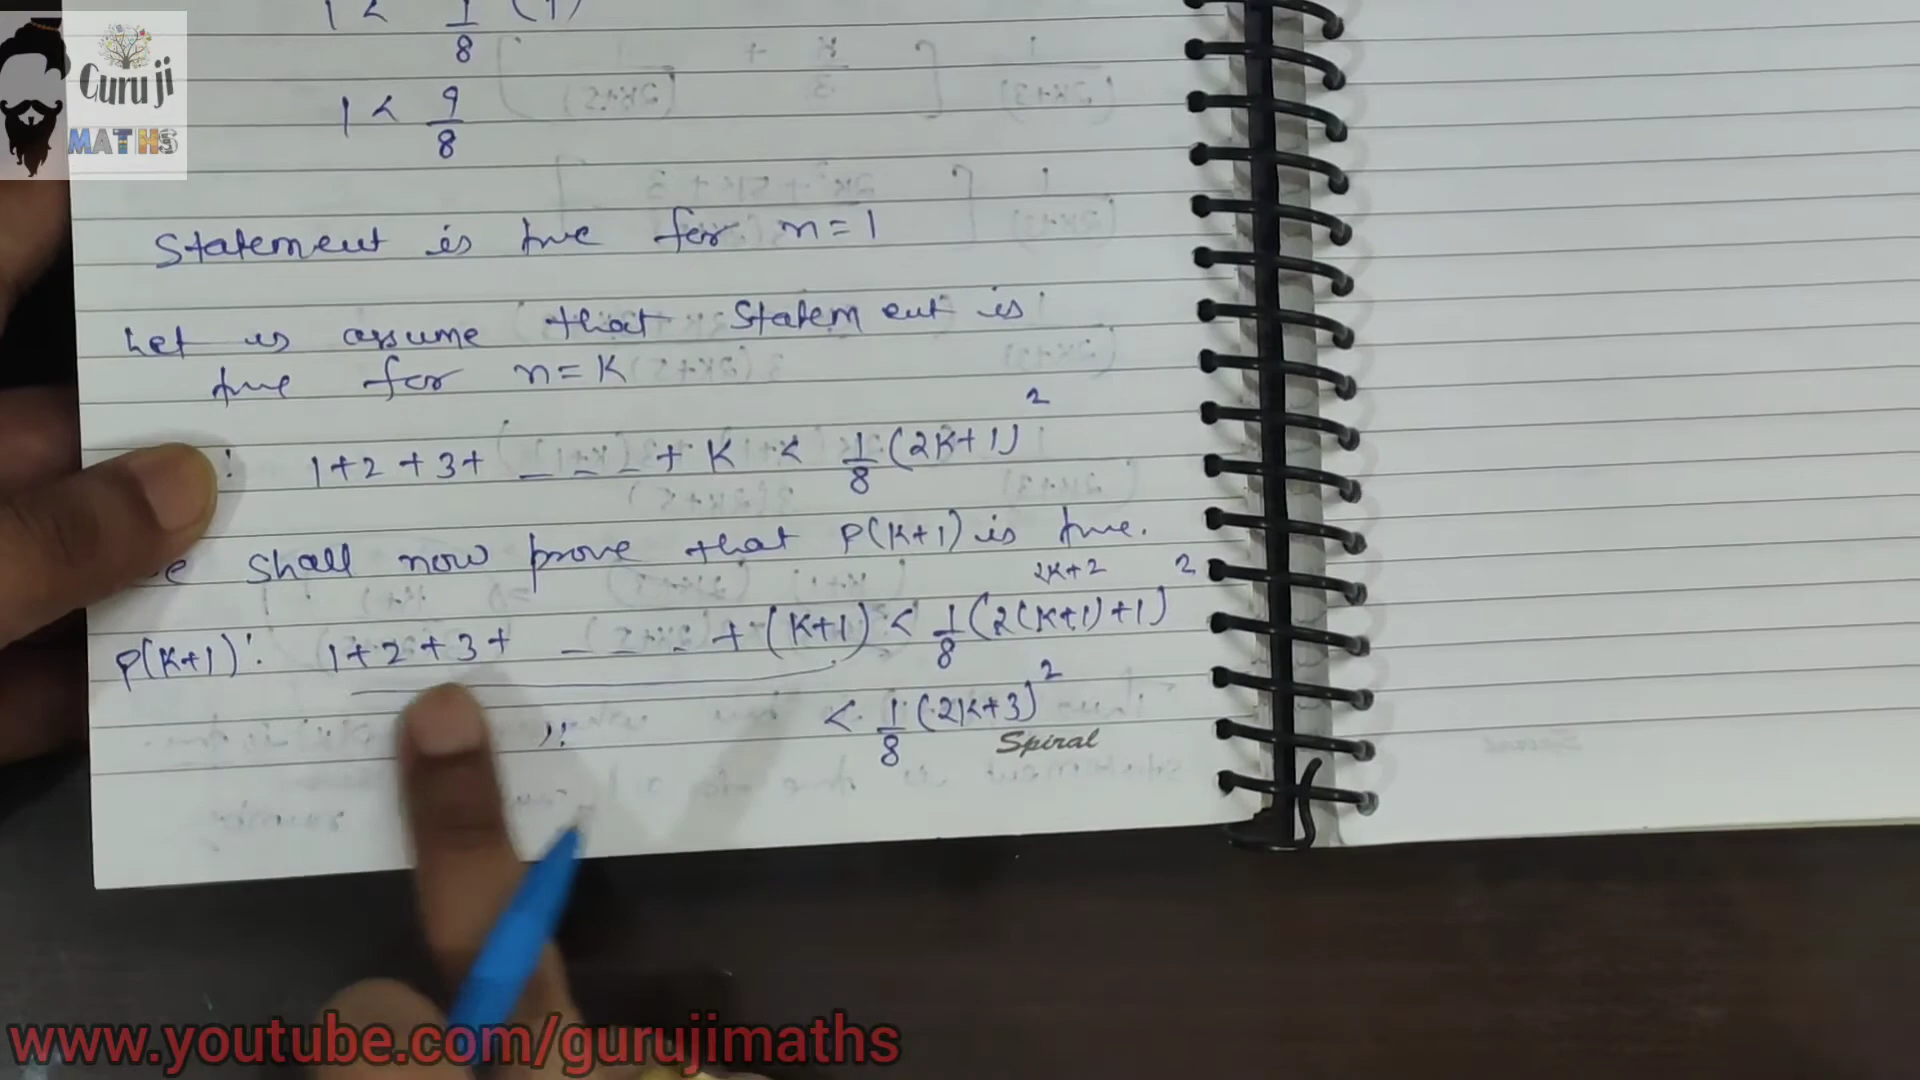 Guru ji
MATHS
1 < 1/8 (9)
1 < 9/8
Statement is true for n=1
Let us assume that Statement is
true for n=K
: 1+2+3+ _ _ _ + K < 1/8 (2K+1)²
e shall now prove that P(K+1) is true.
2K+2
P(K+1): 1+2+3+ _ _ _ + (K+1) < 1/8 (2(K+1)+1)²
,, < 1/8 (2K+3)²
Spiral
www.youtube.com/gurujimaths